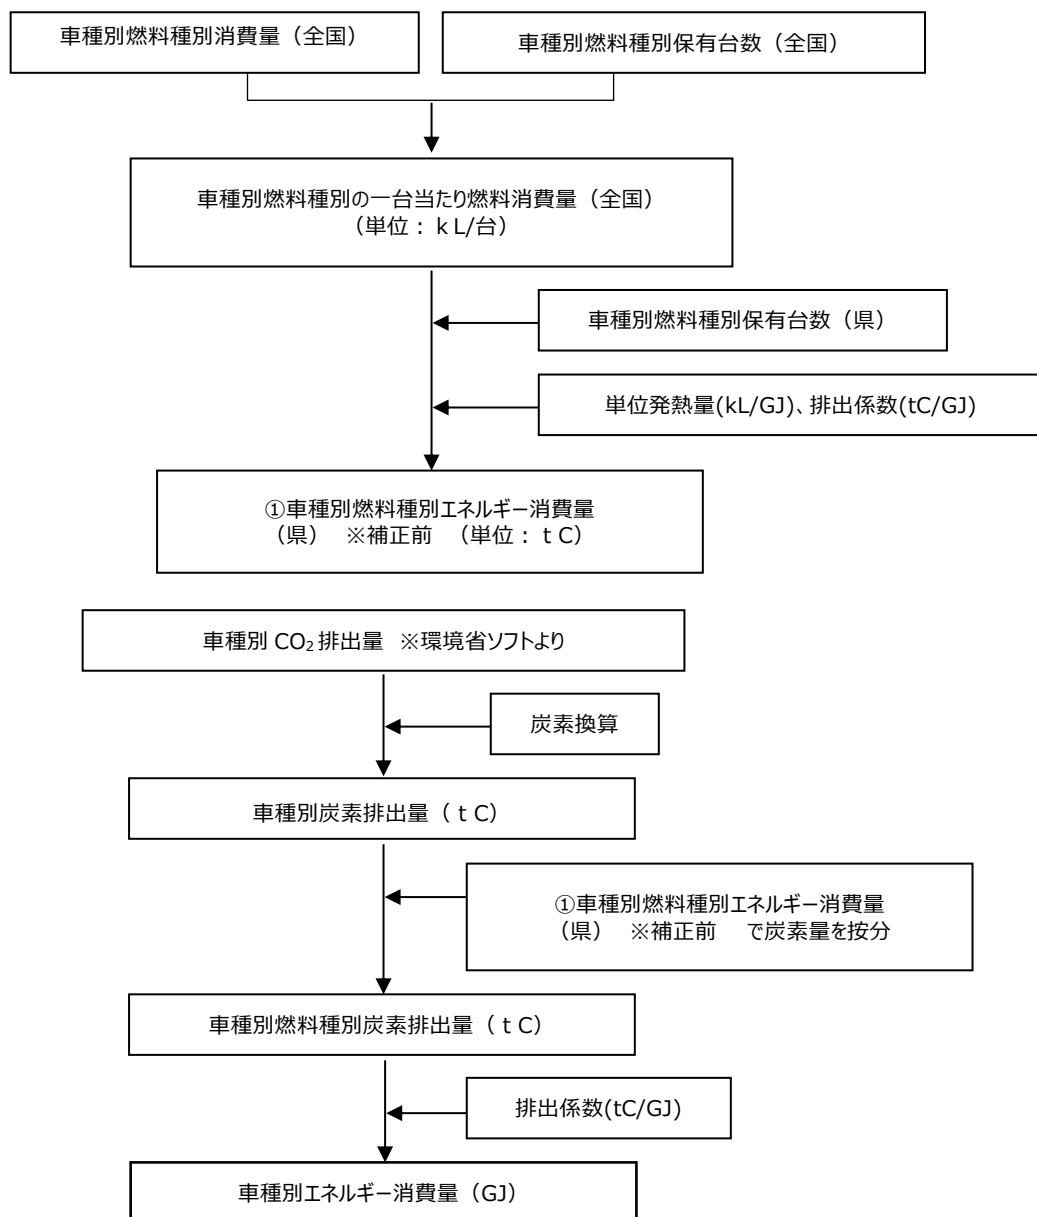 車種別燃料種別消費量（全国）
車種別燃料種別保有台数（全国）
車種別燃料種別の一台当たり燃料消費量（全国）
（単位：ｋL/台）
車種別燃料種別保有台数（県）
単位発熱量(kL/GJ)、排出係数(tC/GJ)
①車種別燃料種別エネルギー消費量
（県）　※補正前　（単位：ｔC）
車種別 CO₂排出量　※環境省ソフトより
炭素換算
車種別炭素排出量（ｔC）
①車種別燃料種別エネルギー消費量
（県）　※補正前　で炭素量を按分
車種別燃料種別炭素排出量（ｔC）
排出係数(tC/GJ)
車種別エネルギー消費量（GJ）